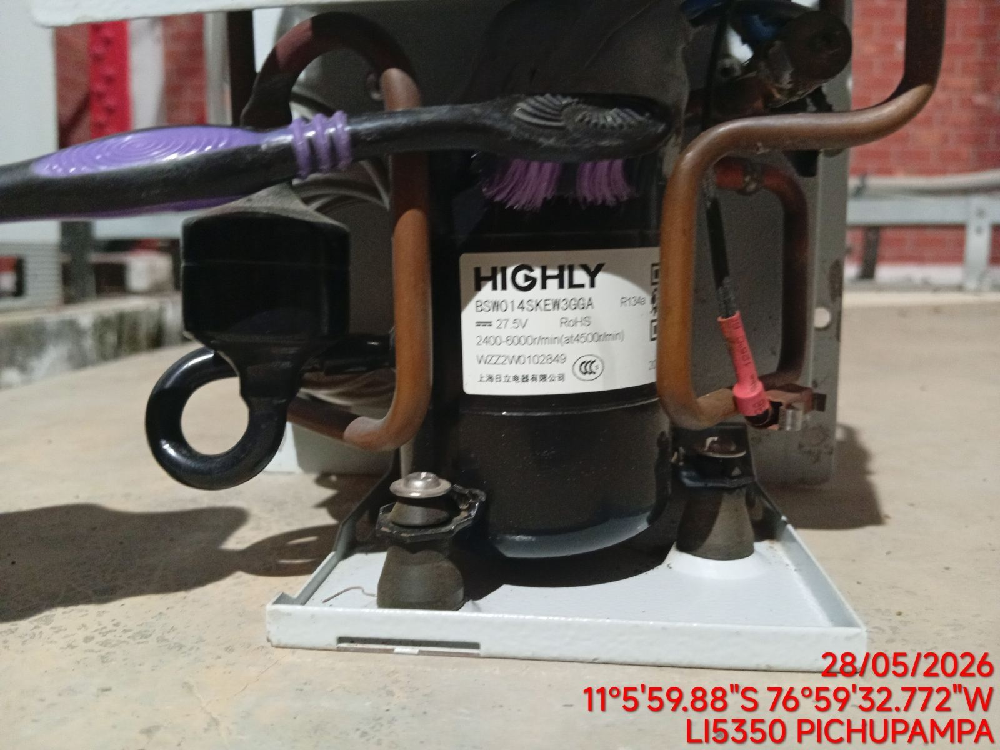 HIGHLY
BSW014SKEW3GGA R134a
27.5V RoHS
2400-6000r/min(at4500r/min)
WZZ2W0102849
上海日立电器有限公司
28/05/2026
11°5'59.88"S 76°59'32.772"W
LI5350 PICHUPAMPA